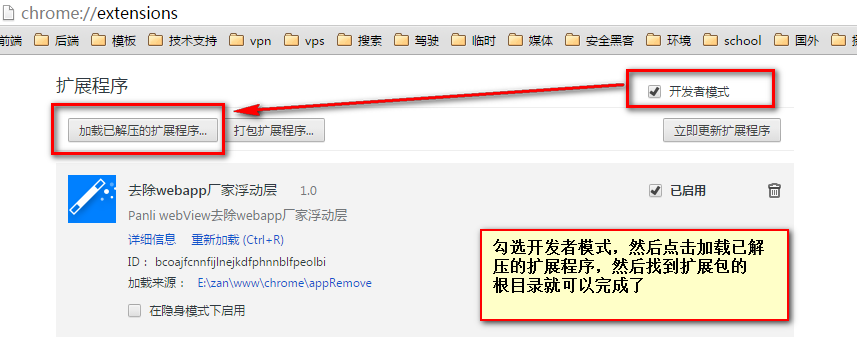 chrome://extensions
前端 后端 模板 技术支持 vpn vps 搜索 驾驶 临时 媒体 安全黑客 环境 school 国外
扩展程序
开发者模式
加载已解压的扩展程序... 打包扩展程序... 立即更新扩展程序
去除webapp厂家浮动层 1.0 已启用
Panli webView去除webapp厂家浮动层
详细信息 重新加载 (Ctrl+R)
ID： bcoajfcnnfijlnejkdfphnnblfpeolbi
加载来源： E:\zan\www\chrome\appRemove
在隐身模式下启用
勾选开发者模式，然后点击加载已解
压的扩展程序，然后找到扩展包的
根目录就可以完成了